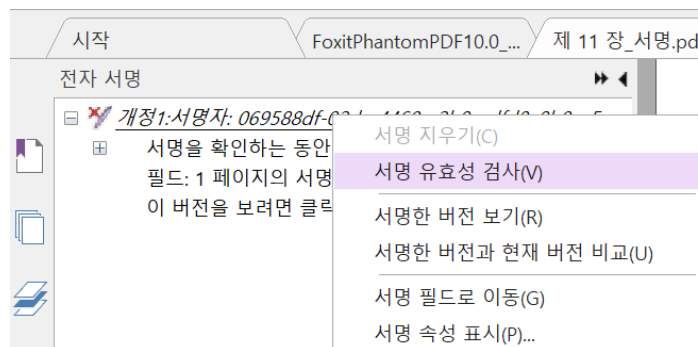 시작
FoxitPhantomPDF10.0_...
제 11 장_서명.pd
전자 서명
개정1:서명자: 069588df-
서명 지우기(C)
서명을 확인하는 동안
서명 유효성 검사(V)
필드: 1 페이지의 서명
이 버전을 보려면 클릭
서명한 버전 보기(R)
서명한 버전과 현재 버전 비교(U)
서명 필드로 이동(G)
서명 속성 표시(P)...